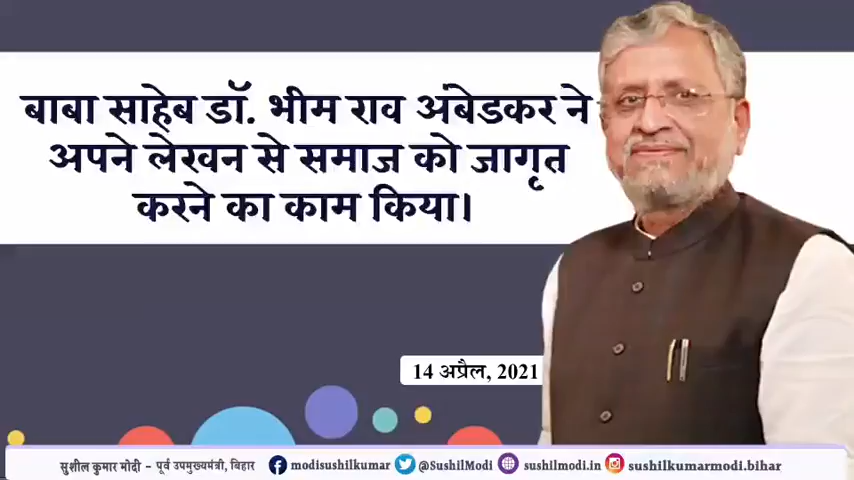 बाबा साहेब डॉ. भीम राव अंबेडकर ने
अपने लेखन से समाज को जागृत
करने का काम किया।
14 अप्रैल, 2021
सुशील कुमार मोदी - पूर्व उपमुख्यमंत्री, बिहार modisushilkumar @SushilModi sushilmodi.in sushilkumarmodi.bihar